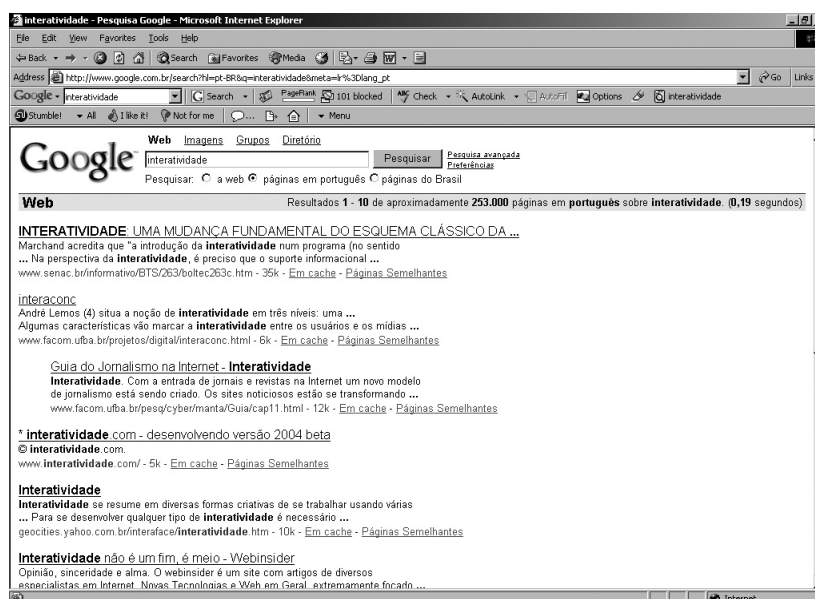 interatividade - Pesquisa Google - Microsoft Internet Explorer
File Edit View Favorites Tools Help
Back Search Favorites Media
Address http://www.google.com.br/search?hl=pt-BR&q=interatividade&meta=lr%3Dlang_pt Go Links
Google interatividade Search PageRank 101 blocked Check AutoLink AutoFill Options interatividade
Stumble! All I like it! Not for me Menu
Web Imagens Grupos Diretório
Google interatividade Pesquisar Pesquisa avançada
Preferências
Pesquisar: a web páginas em português páginas do Brasil
Web Resultados 1 - 10 de aproximadamente 253.000 páginas em português sobre interatividade. (0,19 segundos)
INTERATIVIDADE: UMA MUDANÇA FUNDAMENTAL DO ESQUEMA CLÁSSICO DA ...
Marchand acredita que "a introdução da interatividade num programa (no sentido
... Na perspectiva da interatividade, é preciso que o suporte informacional ...
www.senac.br/informativo/BTS/263/boltec263c.htm - 35k - Em cache - Páginas Semelhantes
interaconc
André Lemos (4) situa a noção de interatividade em três níveis: uma ...
Algumas características vão marcar a interatividade entre os usuários e os mídias ...
www.facom.ufba.br/projetos/digital/interaconc.html - 6k - Em cache - Páginas Semelhantes
Guia do Jornalismo na Internet - Interatividade
Interatividade. Com a entrada de jornais e revistas na Internet um novo modelo
de jornalismo está sendo criado. Os sites noticiosos estão se transformando ...
www.facom.ufba.br/pesq/cyber/manta/Guia/cap11.html - 12k - Em cache - Páginas Semelhantes
* interatividade.com - desenvolvendo versão 2004 beta
© interatividade.com.
www.interatividade.com/ - 5k - Em cache - Páginas Semelhantes
Interatividade
Interatividade se resume em diversas formas criativas de se trabalhar usando várias
... Para se desenvolver qualquer tipo de interatividade é necessário ...
geocities.yahoo.com.br/interaface/interatividade.htm - 10k - Em cache - Páginas Semelhantes
Interatividade não é um fim, é meio - Webinsider
Opinião, sinceridade e alma. O webinsider é um site com artigos de diversos
especialistas em Internet, Novas Tecnologias e Web em Geral, extremamente focado ...
Internet